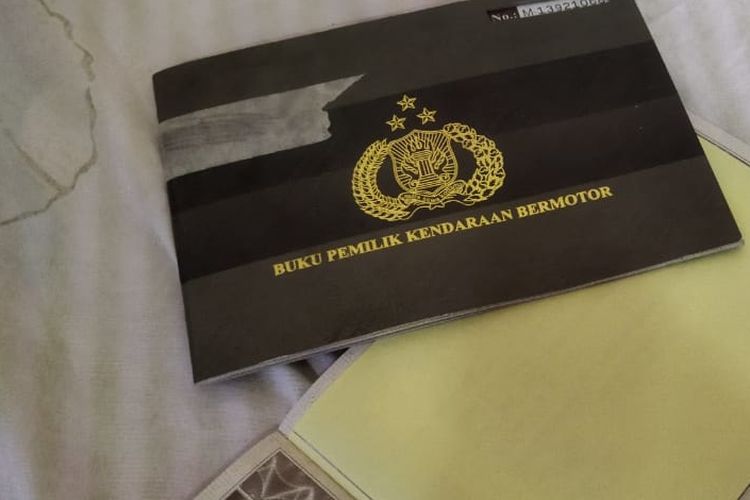 No.:
BUKU PEMILIK KENDARAAN BERMOTOR